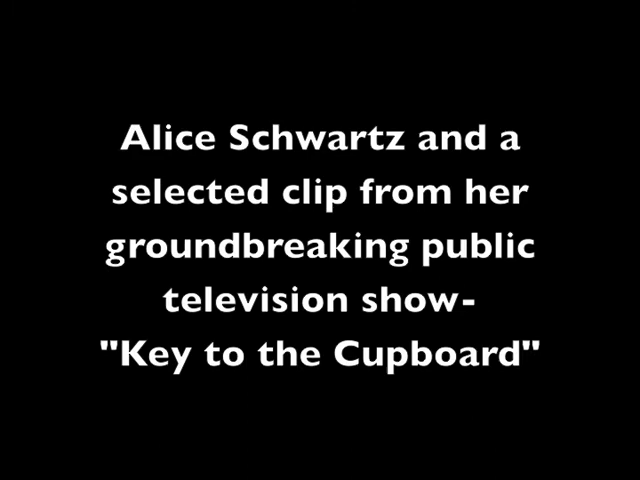 Alice Schwartz and a
selected clip from her
groundbreaking public
television show-
"Key to the Cupboard"